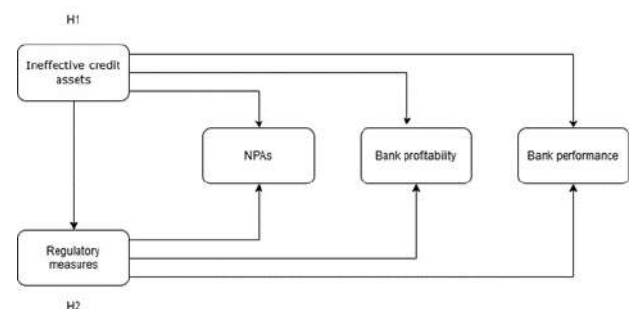 H1
Ineffective credit
assets
NPAs
Bank profitability
Bank performance
Regulatory
measures
H2